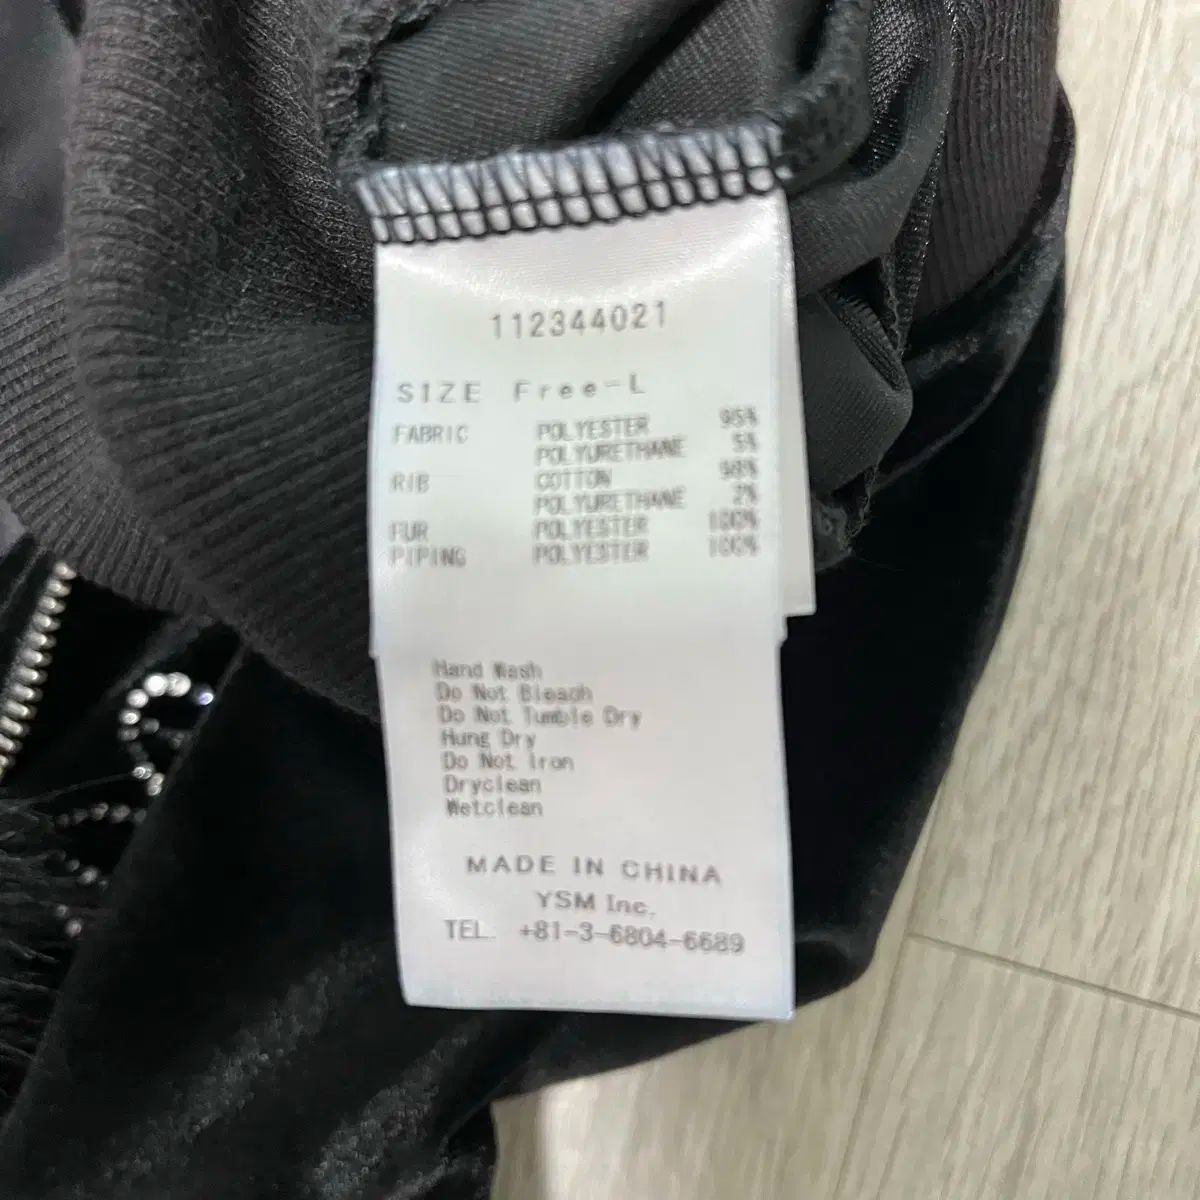 112344021
SIZE Free-L
FABRIC POLYESTER 95%
POLYURETHANE 5%
RIB COTTON 98%
POLYURETHANE 2%
FUR POLYESTER 100%
PIPING POLYESTER 100%
Hand Wash
Do Not Bleach
Do Not Tumble Dry
Hung Dry
Do Not Iron
Dryclean
Wetclean
MADE IN CHINA
YSM Inc.
TEL. +81-3-6804-6689